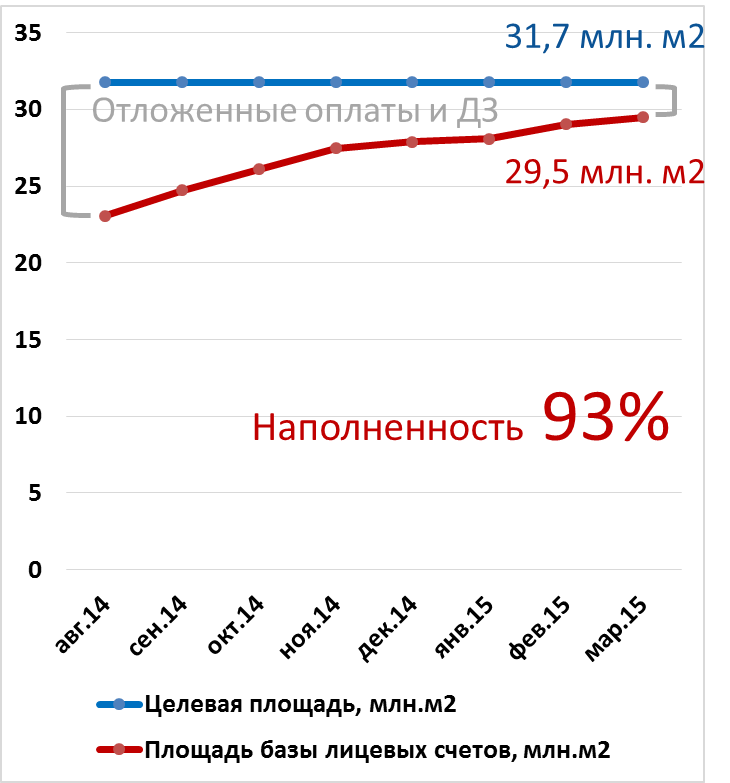 35
31,7 млн. м2
30
Отложенные оплаты и ДЗ
29,5 млн. м2
25
20
15
10
Наполненность 93%
5
0
авг.14
сен.14
окт.14
ноя.14
дек.14
янв.15
фев.15
мар.15
Целевая площадь, млн.м2
Площадь базы лицевых счетов, млн.м2